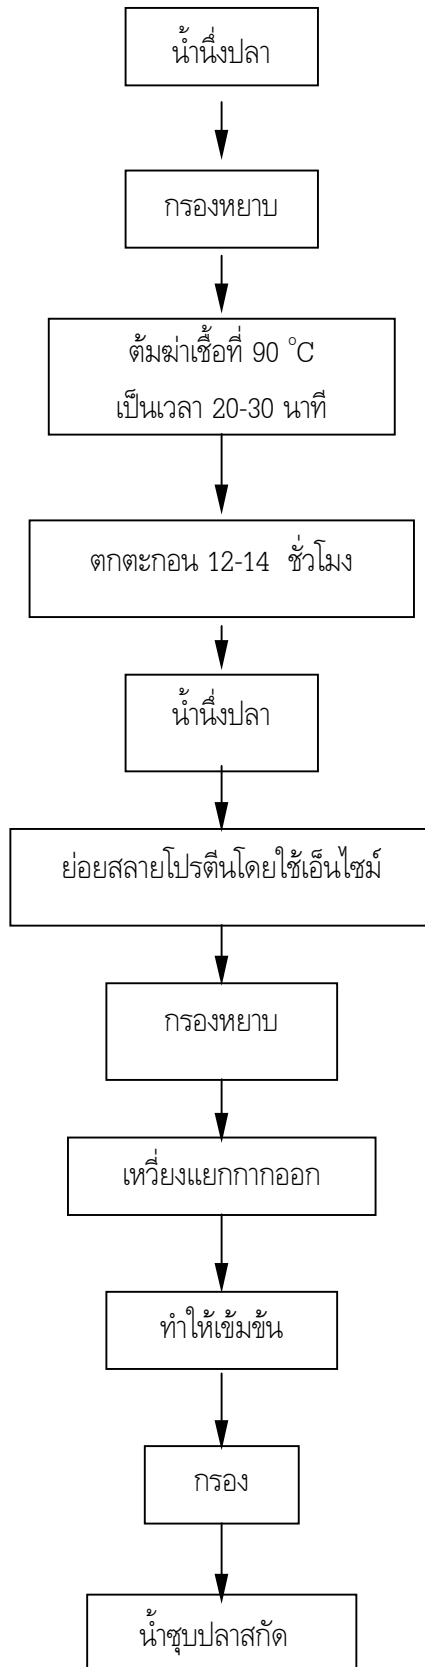 น้ำนึ่งปลา
กรองหยาบ
ต้มฆ่าเชื้อที่ 90 °C
เป็นเวลา 20-30 นาที
ตกตะกอน 12-14 ชั่วโมง
น้ำนึ่งปลา
ย่อยสลายโปรตีนโดยใช้เอ็นไซม์
กรองหยาบ
เหวี่ยงแยกกากออก
ทำให้เข้มข้น
กรอง
น้ำซุบปลาสกัด